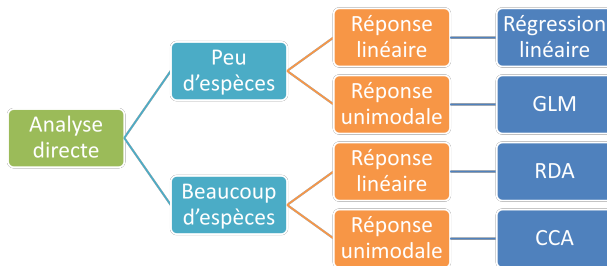 Analyse
directe
Peu
d'espèces
Réponse
linéaire
Régression
linéaire
Réponse
unimodale
GLM
Beaucoup
d'espèces
Réponse
linéaire
RDA
Réponse
unimodale
CCA